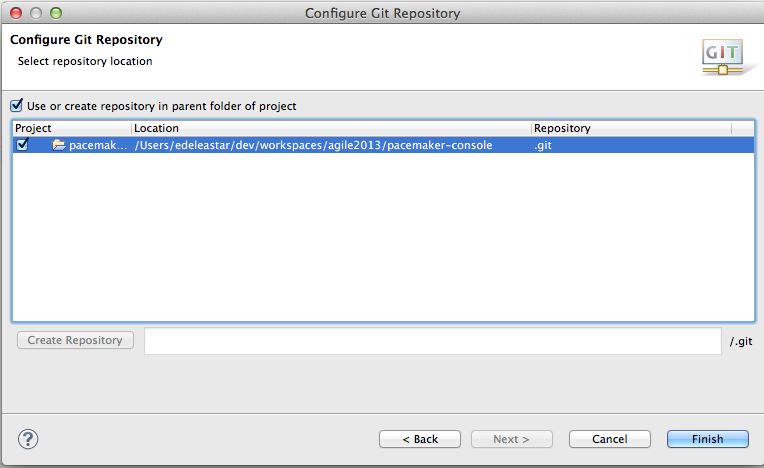 Configure Git Repository
Configure Git Repository
Select repository location
GIT
Use or create repository in parent folder of project
Project Location Repository
pacemak... /Users/edeleastar/dev/workspaces/agile2013/pacemaker-console .git
Create Repository /.git
? < Back Next > Cancel Finish